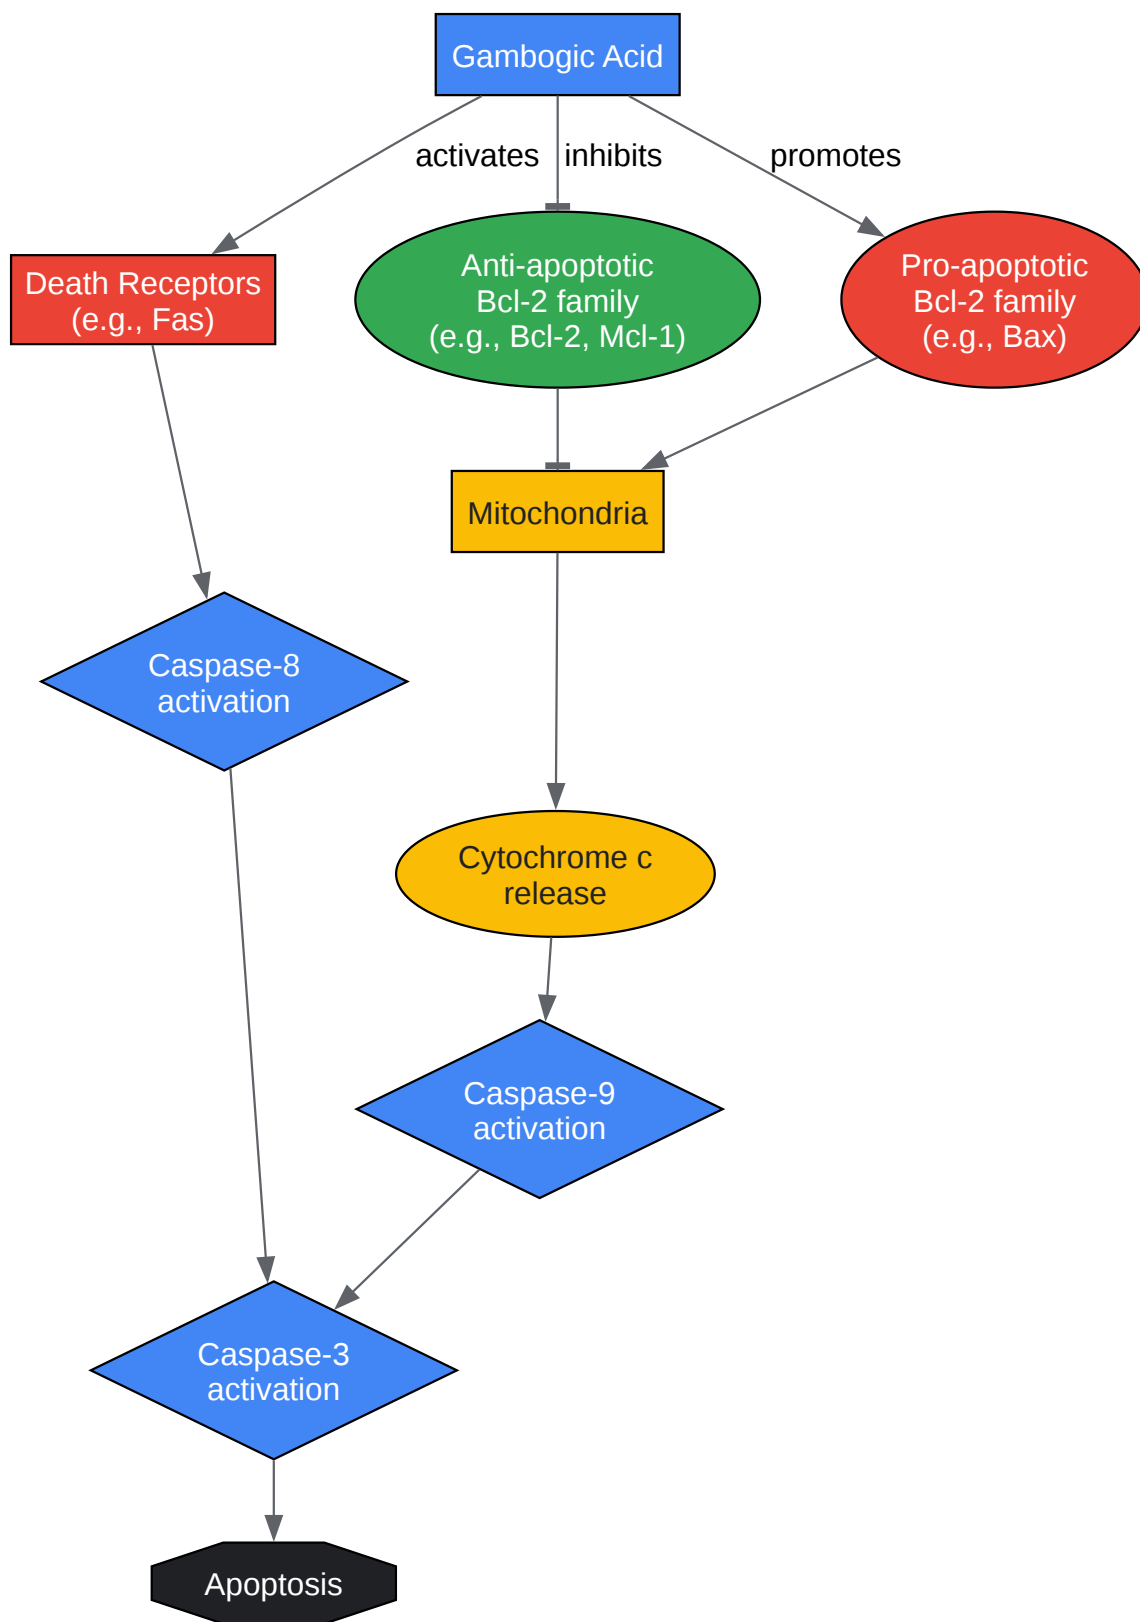 Gambogic Acid
activates
inhibits
promotes
Death Receptors
(e.g., Fas)
Anti-apoptotic
Bcl-2 family
(e.g., Bcl-2, Mcl-1)
Pro-apoptotic
Bcl-2 family
(e.g., Bax)
Mitochondria
Caspase-8
activation
Cytochrome c
release
Caspase-9
activation
Caspase-3
activation
Apoptosis